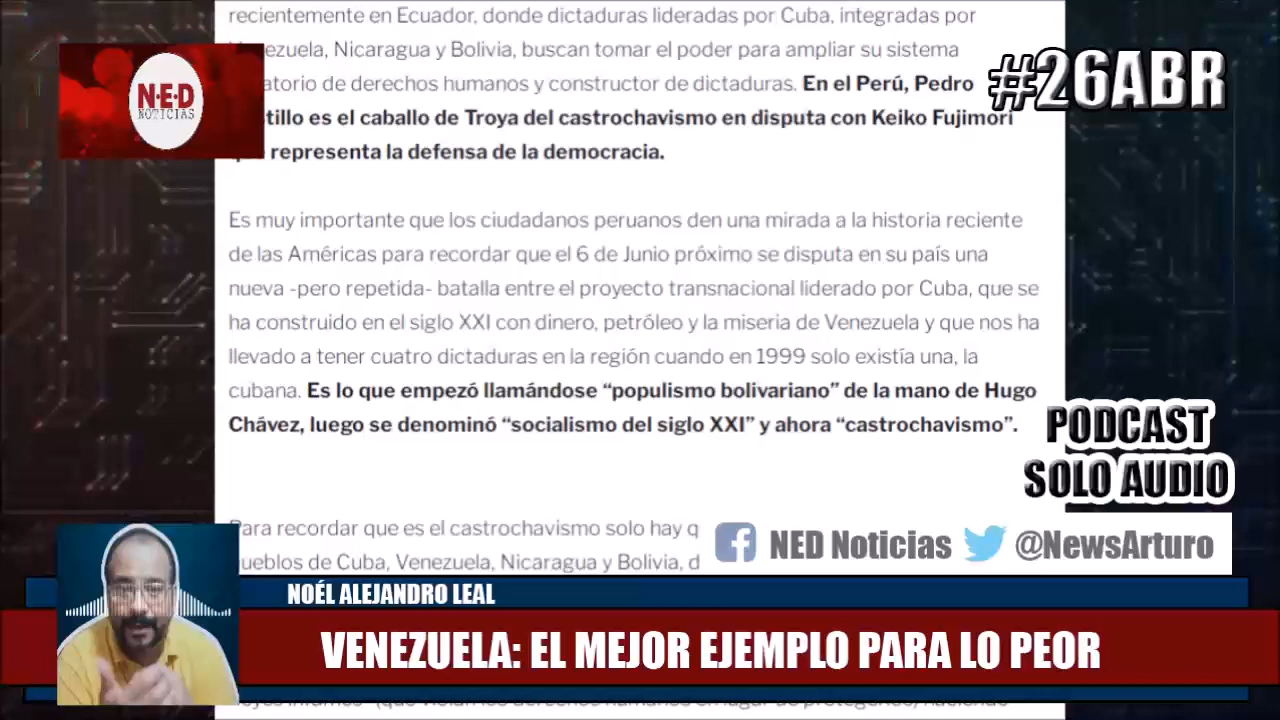 recientemente en Ecuador, donde dictaduras lideradas por Cuba, integradas por
Nicaragua y Bolivia, buscan tomar el poder para ampliar su sistema
de derechos humanos y constructor de dictaduras. En el Perú, Pedro
es el caballo de Troya del castrochavismo en disputa con Keiko Fujimori
representa la defensa de la democracia.
N·E·D
NOTICIAS
#26ABR
Es muy importante que los ciudadanos peruanos den una mirada a la historia reciente
de las Américas para recordar que el 6 de Junio próximo se disputa en su país una
nueva -pero repetida- batalla entre el proyecto transnacional liderado por Cuba, que se
ha construido en el siglo XXI con dinero, petróleo y la miseria de Venezuela y que nos ha
llevado a tener cuatro dictaduras en la región cuando en 1999 solo existía una, la
cubana. Es lo que empezó llamándose “populismo bolivariano” de la mano de Hugo
Chávez, luego se denominó “socialismo del siglo XXI” y ahora “castrochavismo”.
PODCAST
SOLO AUDIO
Para recordar que es el castrochavismo solo hay q
de Cuba, Venezuela, Nicaragua y Bolivia, d
NED Noticias @NewsArturo
NOÉL ALEJANDRO LEAL
VENEZUELA: EL MEJOR EJEMPLO PARA LO PEOR